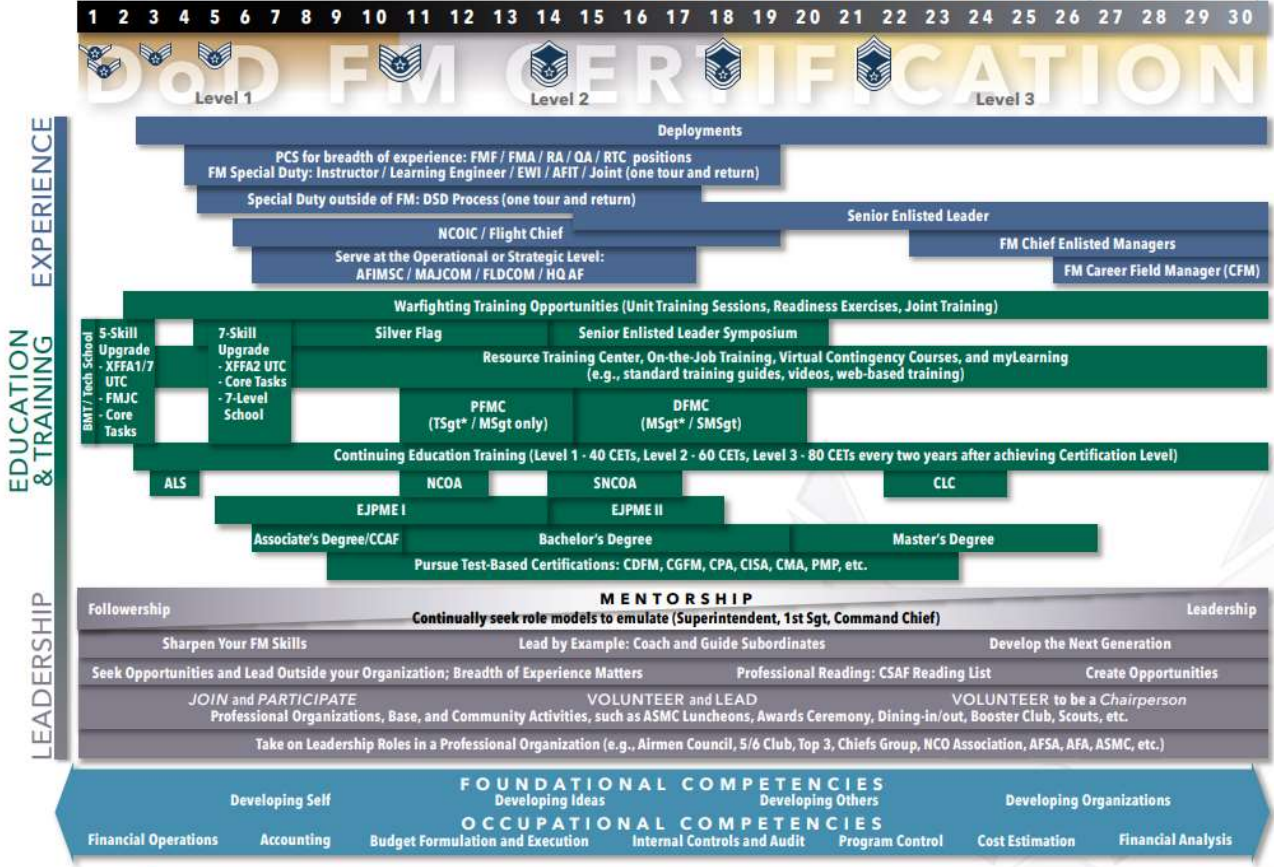 1 2 3 4 5 6 7 8 9 10 11 12 13 14 15 16 17 18 19 20 21 22 23 24 25 26 27 28 29 30
DoD FM CERTIFICATION
Level 1
Level 2
Level 3
EXPERIENCE
Deployments
PCS for breadth of experience: FMF / FMA / RA / QA / RTC positions
FM Special Duty: Instructor / Learning Engineer / EWI / AFIT / Joint (one tour and return)
Special Duty outside of FM: DSD Process (one tour and return)
Senior Enlisted Leader
NCOIC / Flight Chief
FM Chief Enlisted Managers
Serve at the Operational or Strategic Level:
AFIMSC / MAJCOM / FLDCOM / HQ AF
FM Career Field Manager (CFM)
EDUCATION
& TRAINING
Warfighting Training Opportunities (Unit Training Sessions, Readiness Exercises, Joint Training)
BMT / Tech School
5-Skill
Upgrade
- XFFA1/7
UTC
- FMJC
- Core
Tasks
7-Skill
Upgrade
- XFFA2 UTC
- Core Tasks
- 7-Level
School
Silver Flag
Senior Enlisted Leader Symposium
Resource Training Center, On-the-Job Training, Virtual Contingency Courses, and myLearning
(e.g., standard training guides, videos, web-based training)
PFMC
(TSgt* / MSgt only)
DFMC
(MSgt* / SMSgt)
Continuing Education Training (Level 1 - 40 CETs, Level 2 - 60 CETs, Level 3 - 80 CETs every two years after achieving Certification Level)
ALS
NCOA
SNCOA
CLC
EJPME I
EJPME II
Associate's Degree/CCAF
Bachelor's Degree
Master's Degree
Pursue Test-Based Certifications: CDFM, CGFM, CPA, CISA, CMA, PMP, etc.
LEADERSHIP
MENTORSHIP
Followership
Continually seek role models to emulate (Superintendent, 1st Sgt, Command Chief)
Leadership
Sharpen Your FM Skills
Lead by Example: Coach and Guide Subordinates
Develop the Next Generation
Seek Opportunities and Lead Outside your Organization; Breadth of Experience Matters
Professional Reading: CSAF Reading List
Create Opportunities
JOIN and PARTICIPATE
VOLUNTEER and LEAD
VOLUNTEER to be a Chairperson
Professional Organizations, Base, and Community Activities, such as ASMC Luncheons, Awards Ceremony, Dining-in/out, Booster Club, Scouts, etc.
Take on Leadership Roles in a Professional Organization (e.g., Airmen Council, 5/6 Club, Top 3, Chiefs Group, NCO Association, AFSA, AFA, ASMC, etc.)
FOUNDATIONAL COMPETENCIES
Developing Self
Developing Ideas
Developing Others
Developing Organizations
OCCUPATIONAL COMPETENCIES
Financial Operations
Accounting
Budget Formulation and Execution
Internal Controls and Audit
Program Control
Cost Estimation
Financial Analysis